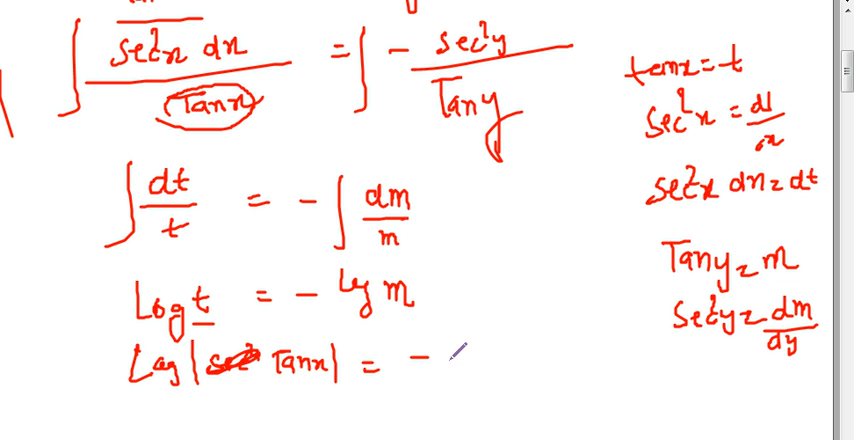 ∫ sec²x dx / Tanx = ∫ - sec²y / Tany
∫ dt / t = - ∫ dm / m
Log t = - log m
Log | Tanx | = -
tanx = t
sec²x = dt / dx
sec²x dx = dt
Tany = m
sec²y = dm / dy